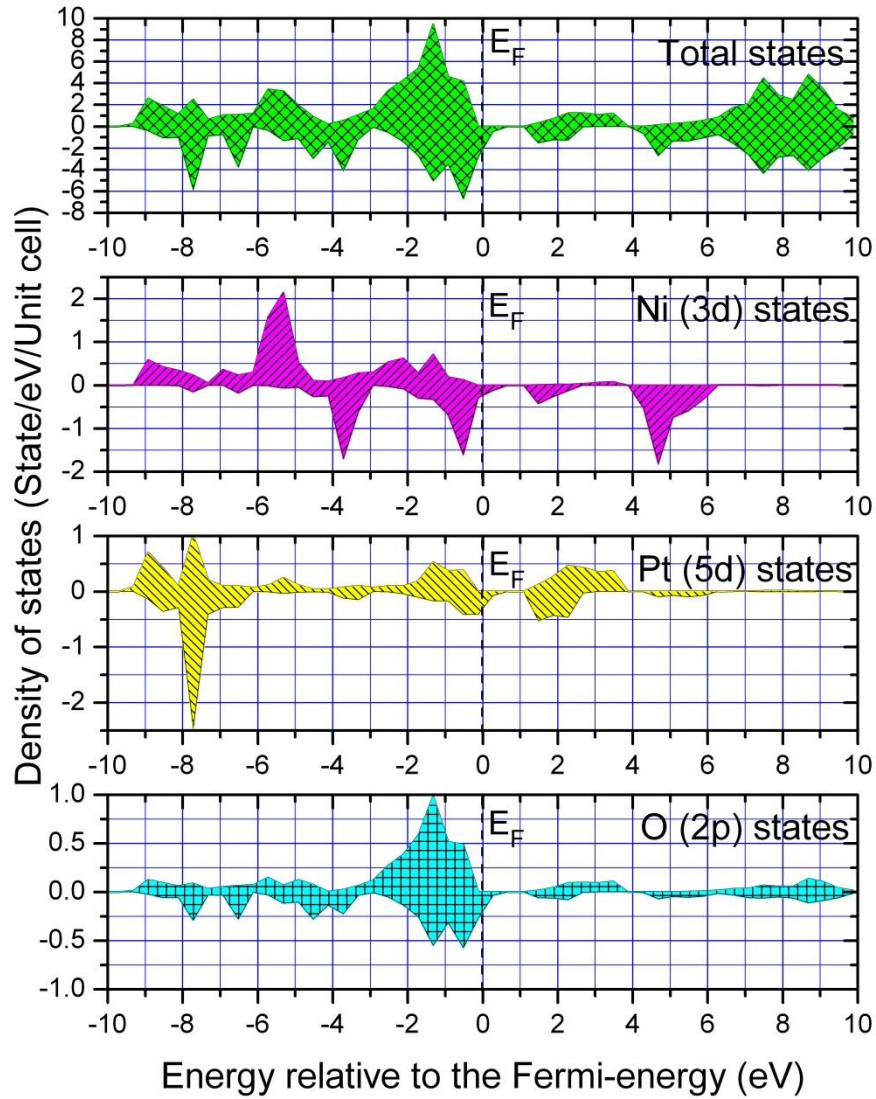 Density of states (State/eV/Unit cell)
10
8
6
4
2
0
-2
-4
-6
-8
E_F
Total states
-10 -8 -6 -4 -2 0 2 4 6 8 10
2
1
0
-1
-2
E_F
Ni (3d) states
-10 -8 -6 -4 -2 0 2 4 6 8 10
1
0
-1
-2
E_F
Pt (5d) states
-10 -8 -6 -4 -2 0 2 4 6 8 10
1.0
0.5
0.0
-0.5
-1.0
E_F
O (2p) states
-10 -8 -6 -4 -2 0 2 4 6 8 10
Energy relative to the Fermi-energy (eV)